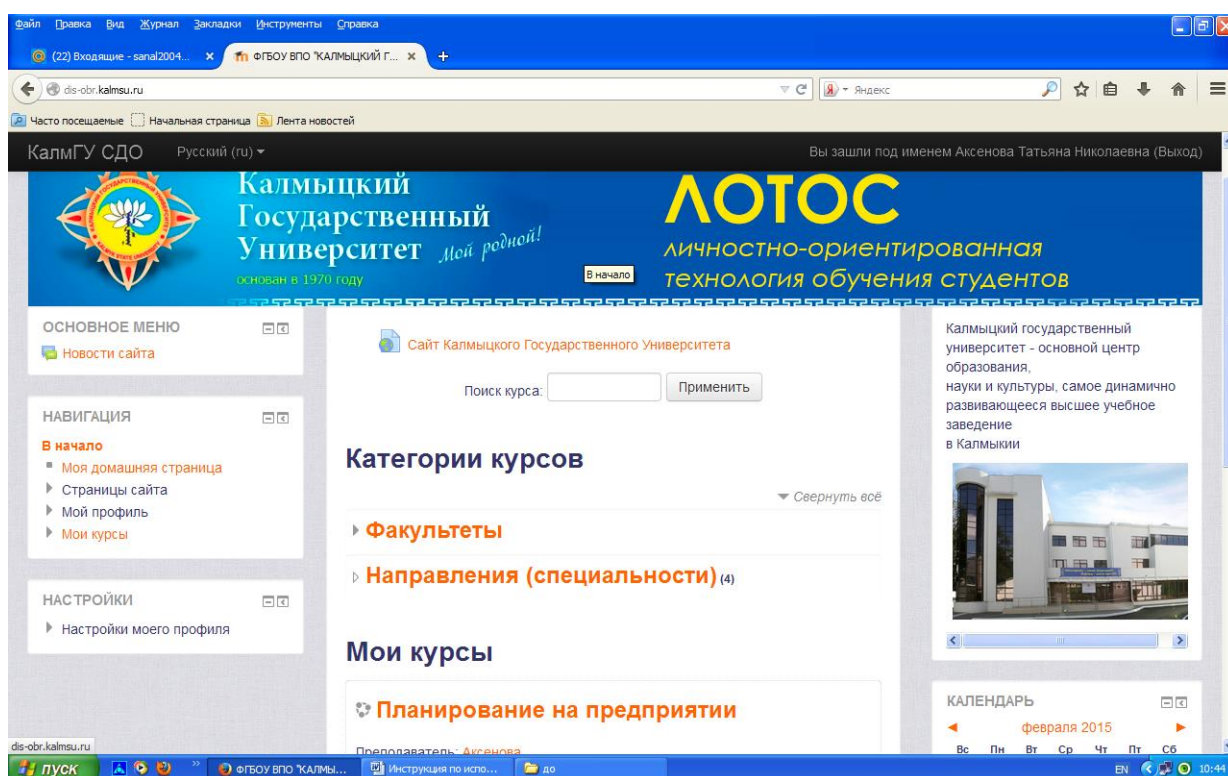 Файл Правка Вид Журнал Закладки Инструменты Справка
(22) Входящие - sanal2004... × ФГБОУ ВПО "КАЛМЫЦКИЙ Г... × +
dis-obr.kalmsu.ru Яндекс
Часто посещаемые Начальная страница Лента новостей
КалмГУ СДО Русский (ru) Вы зашли под именем Аксенова Татьяна Николаевна (Выход)
Калмыцкий
Государственный
Университет Мой родной!
основан в 1970 году
ЛОТОС
личностно-ориентированная
технология обучения студентов
В начало
ОСНОВНОЕ МЕНЮ
Новости сайта
НАВИГАЦИЯ
В начало
Моя домашняя страница
Страницы сайта
Мой профиль
Мои курсы
НАСТРОЙКИ
Настройки моего профиля
Сайт Калмыцкого Государственного Университета
Поиск курса: Применить
Категории курсов
Свернуть всё
Факультеты
Направления (специальности) (4)
Мои курсы
Планирование на предприятии
Преподаватель: Аксенова
Калмыцкий государственный
университет - основной центр
образования,
науки и культуры, самое динамично
развивающееся высшее учебное
заведение
в Калмыкии
КАЛЕНДАРЬ
февраля 2015
Вс Пн Вт Ср Чт Пт Сб
dis-obr.kalmsu.ru
пуск ФГБОУ ВПО "КАЛМЫ... Инструкция по испо... до EN 10:44